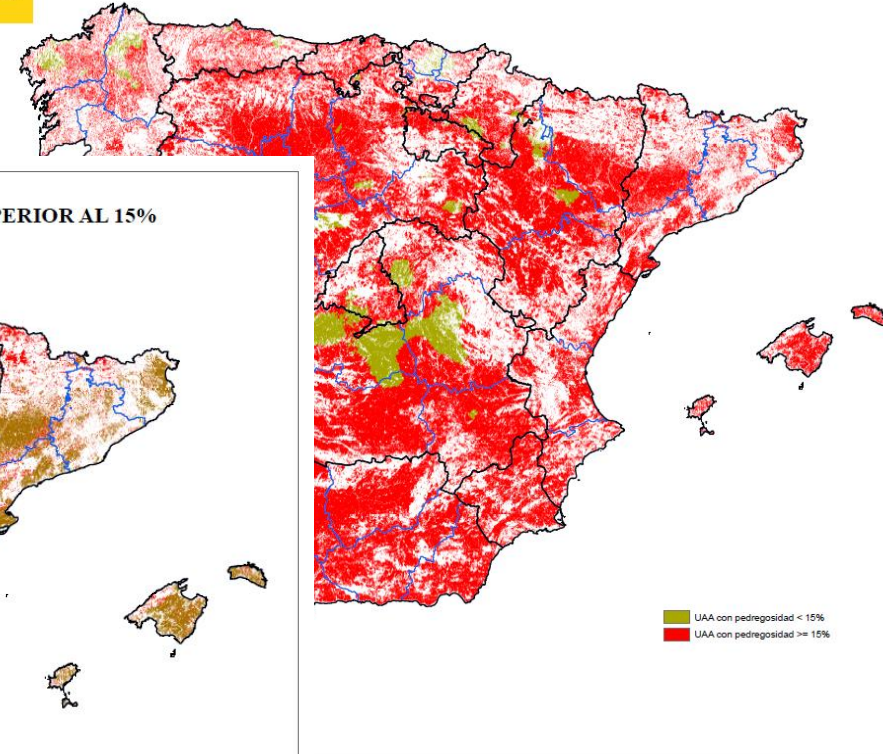 PERIOR AL 15%
UAA con pedregosidad < 15%
UAA con pedregosidad >= 15%